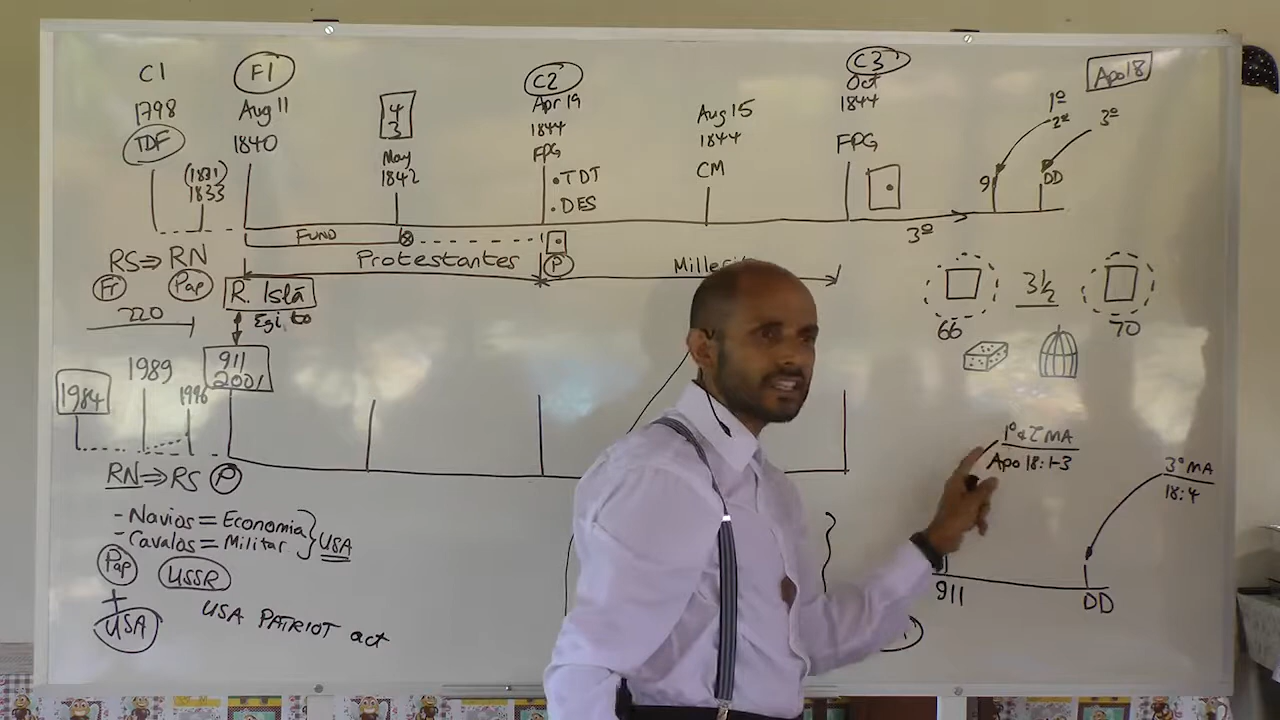 C1
1798
TDF
(1831)
1833
F1
Aug 11
1840
4
3
May
1842
C2
Apr 19
1844
FPG
• TDT
• DES
Aug 15
1844
CM
C3
Oct
1844
FPG
3º
Apo 18
1º
2º
3º
911
DD
FUND
P
Protestantes
RS⇒RN
Fr
Pap
220
R. Islã
Egito
911
2001
1984
1989
1996
RN⇒RS P
- Navios = Economia
- Cavalos = Militar } USA
Pap
+
USA
USSR
USA PATRIOT act
66
3½
70
1º & 2º MA
Apo 18:1-3
3º MA
18:4
911
DD